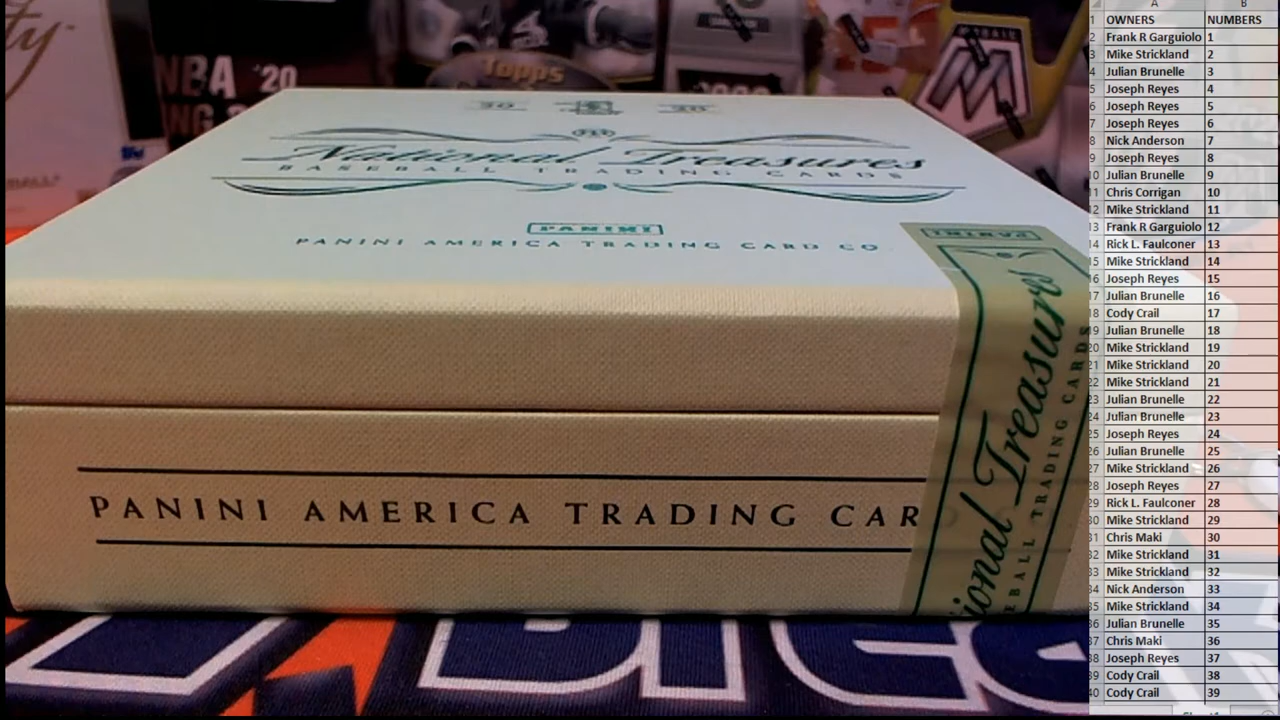 NBA '20
Topps
20 20
National Treasures
BASEBALL TRADING CARDS
PANINI
PANINI AMERICA TRADING CARD CO
PANINI AMERICA TRADING CAR
PANINI
National Treasures
BASEBALL TRADING CARDS
A B
1 OWNERS NUMBERS
2 Frank R Garguiolo 1
3 Mike Strickland 2
4 Julian Brunelle 3
5 Joseph Reyes 4
6 Joseph Reyes 5
7 Joseph Reyes 6
8 Nick Anderson 7
9 Joseph Reyes 8
10 Julian Brunelle 9
11 Chris Corrigan 10
12 Mike Strickland 11
13 Frank R Garguiolo 12
14 Rick L. Faulconer 13
15 Mike Strickland 14
16 Joseph Reyes 15
17 Julian Brunelle 16
18 Cody Crail 17
19 Julian Brunelle 18
20 Mike Strickland 19
21 Mike Strickland 20
22 Mike Strickland 21
23 Julian Brunelle 22
24 Julian Brunelle 23
25 Joseph Reyes 24
26 Julian Brunelle 25
27 Mike Strickland 26
28 Joseph Reyes 27
29 Rick L. Faulconer 28
30 Mike Strickland 29
31 Chris Maki 30
32 Mike Strickland 31
33 Mike Strickland 32
34 Nick Anderson 33
35 Mike Strickland 34
36 Julian Brunelle 35
37 Chris Maki 36
38 Joseph Reyes 37
39 Cody Crail 38
40 Cody Crail 39